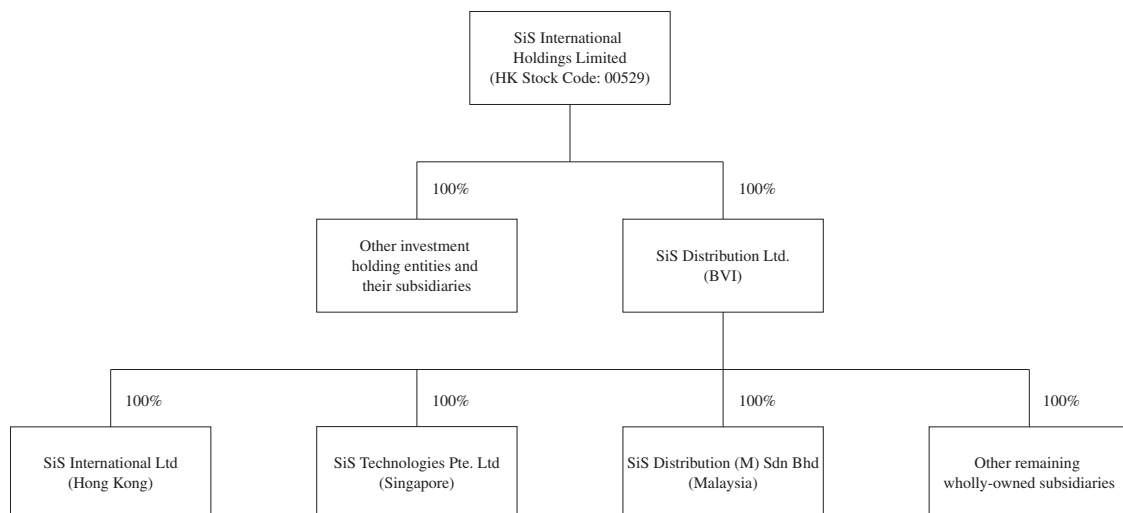 SiS International
Holdings Limited
(HK Stock Code: 00529)
100%
100%
Other investment
holding entities and
their subsidiaries
SiS Distribution Ltd.
(BVI)
100%
100%
100%
100%
SiS International Ltd
(Hong Kong)
SiS Technologies Pte. Ltd
(Singapore)
SiS Distribution (M) Sdn Bhd
(Malaysia)
Other remaining
wholly-owned subsidiaries